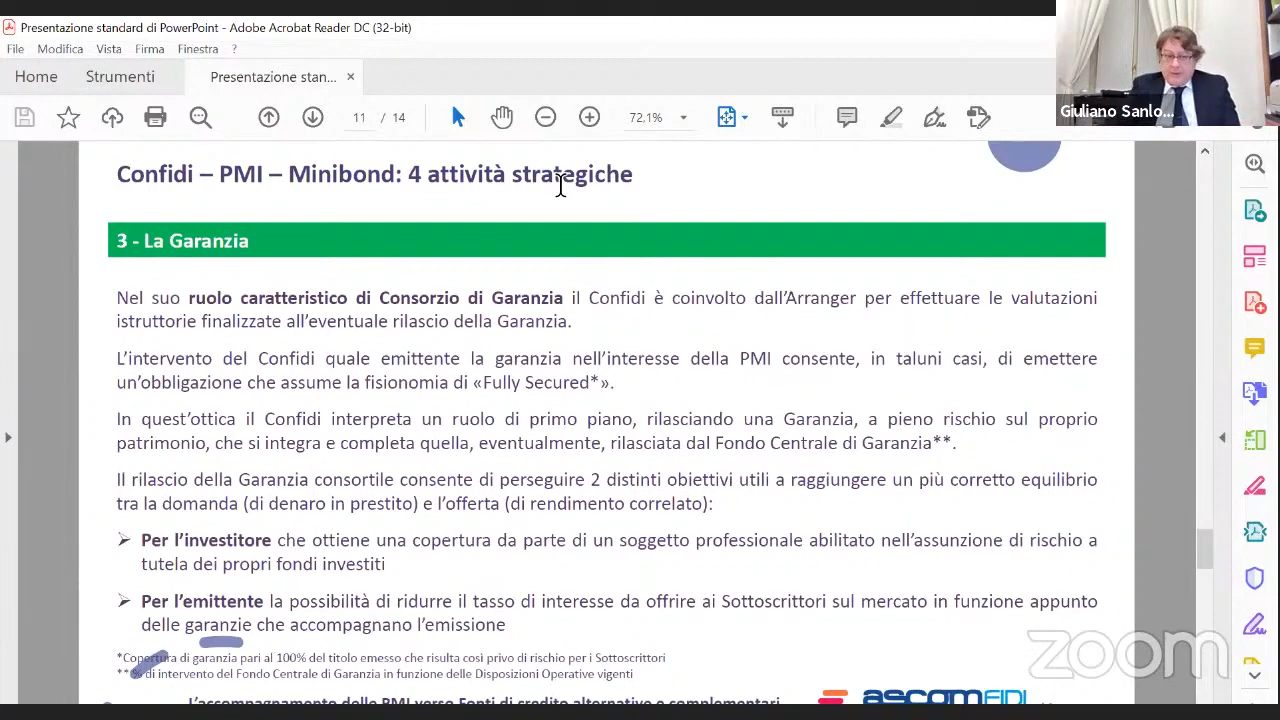 Presentazione standard di PowerPoint - Adobe Acrobat Reader DC (32-bit)
File Modifica Vista Firma Finestra ?
Home Strumenti Presentazione stan... ×
11 / 14 72,1%
Giuliano Sanlo...
Confidi – PMI – Minibond: 4 attività strategiche
3 - La Garanzia
Nel suo ruolo caratteristico di Consorzio di Garanzia il Confidi è coinvolto dall’Arranger per effettuare le valutazioni
istruttorie finalizzate all’eventuale rilascio della Garanzia.
L’intervento del Confidi quale emittente la garanzia nell’interesse della PMI consente, in taluni casi, di emettere
un’obbligazione che assume la fisionomia di «Fully Secured*».
In quest’ottica il Confidi interpreta un ruolo di primo piano, rilasciando una Garanzia, a pieno rischio sul proprio
patrimonio, che si integra e completa quella, eventualmente, rilasciata dal Fondo Centrale di Garanzia**.
Il rilascio della Garanzia consortile consente di perseguire 2 distinti obiettivi utili a raggiungere un più corretto equilibrio
tra la domanda (di denaro in prestito) e l’offerta (di rendimento correlato):
➢ Per l’investitore che ottiene una copertura da parte di un soggetto professionale abilitato nell’assunzione di rischio a
tutela dei propri fondi investiti
➢ Per l’emittente la possibilità di ridurre il tasso di interesse da offrire ai Sottoscrittori sul mercato in funzione appunto
delle garanzie che accompagnano l’emissione
*Copertura di garanzia pari al 100% del titolo emesso che risulta così privo di rischio per i Sottoscrittori
**% di intervento del Fondo Centrale di Garanzia in funzione delle Disposizioni Operative vigenti
L’accompagnamento delle PMI verso Fonti di credito alternative e complementari
ascomFIDI
zoom